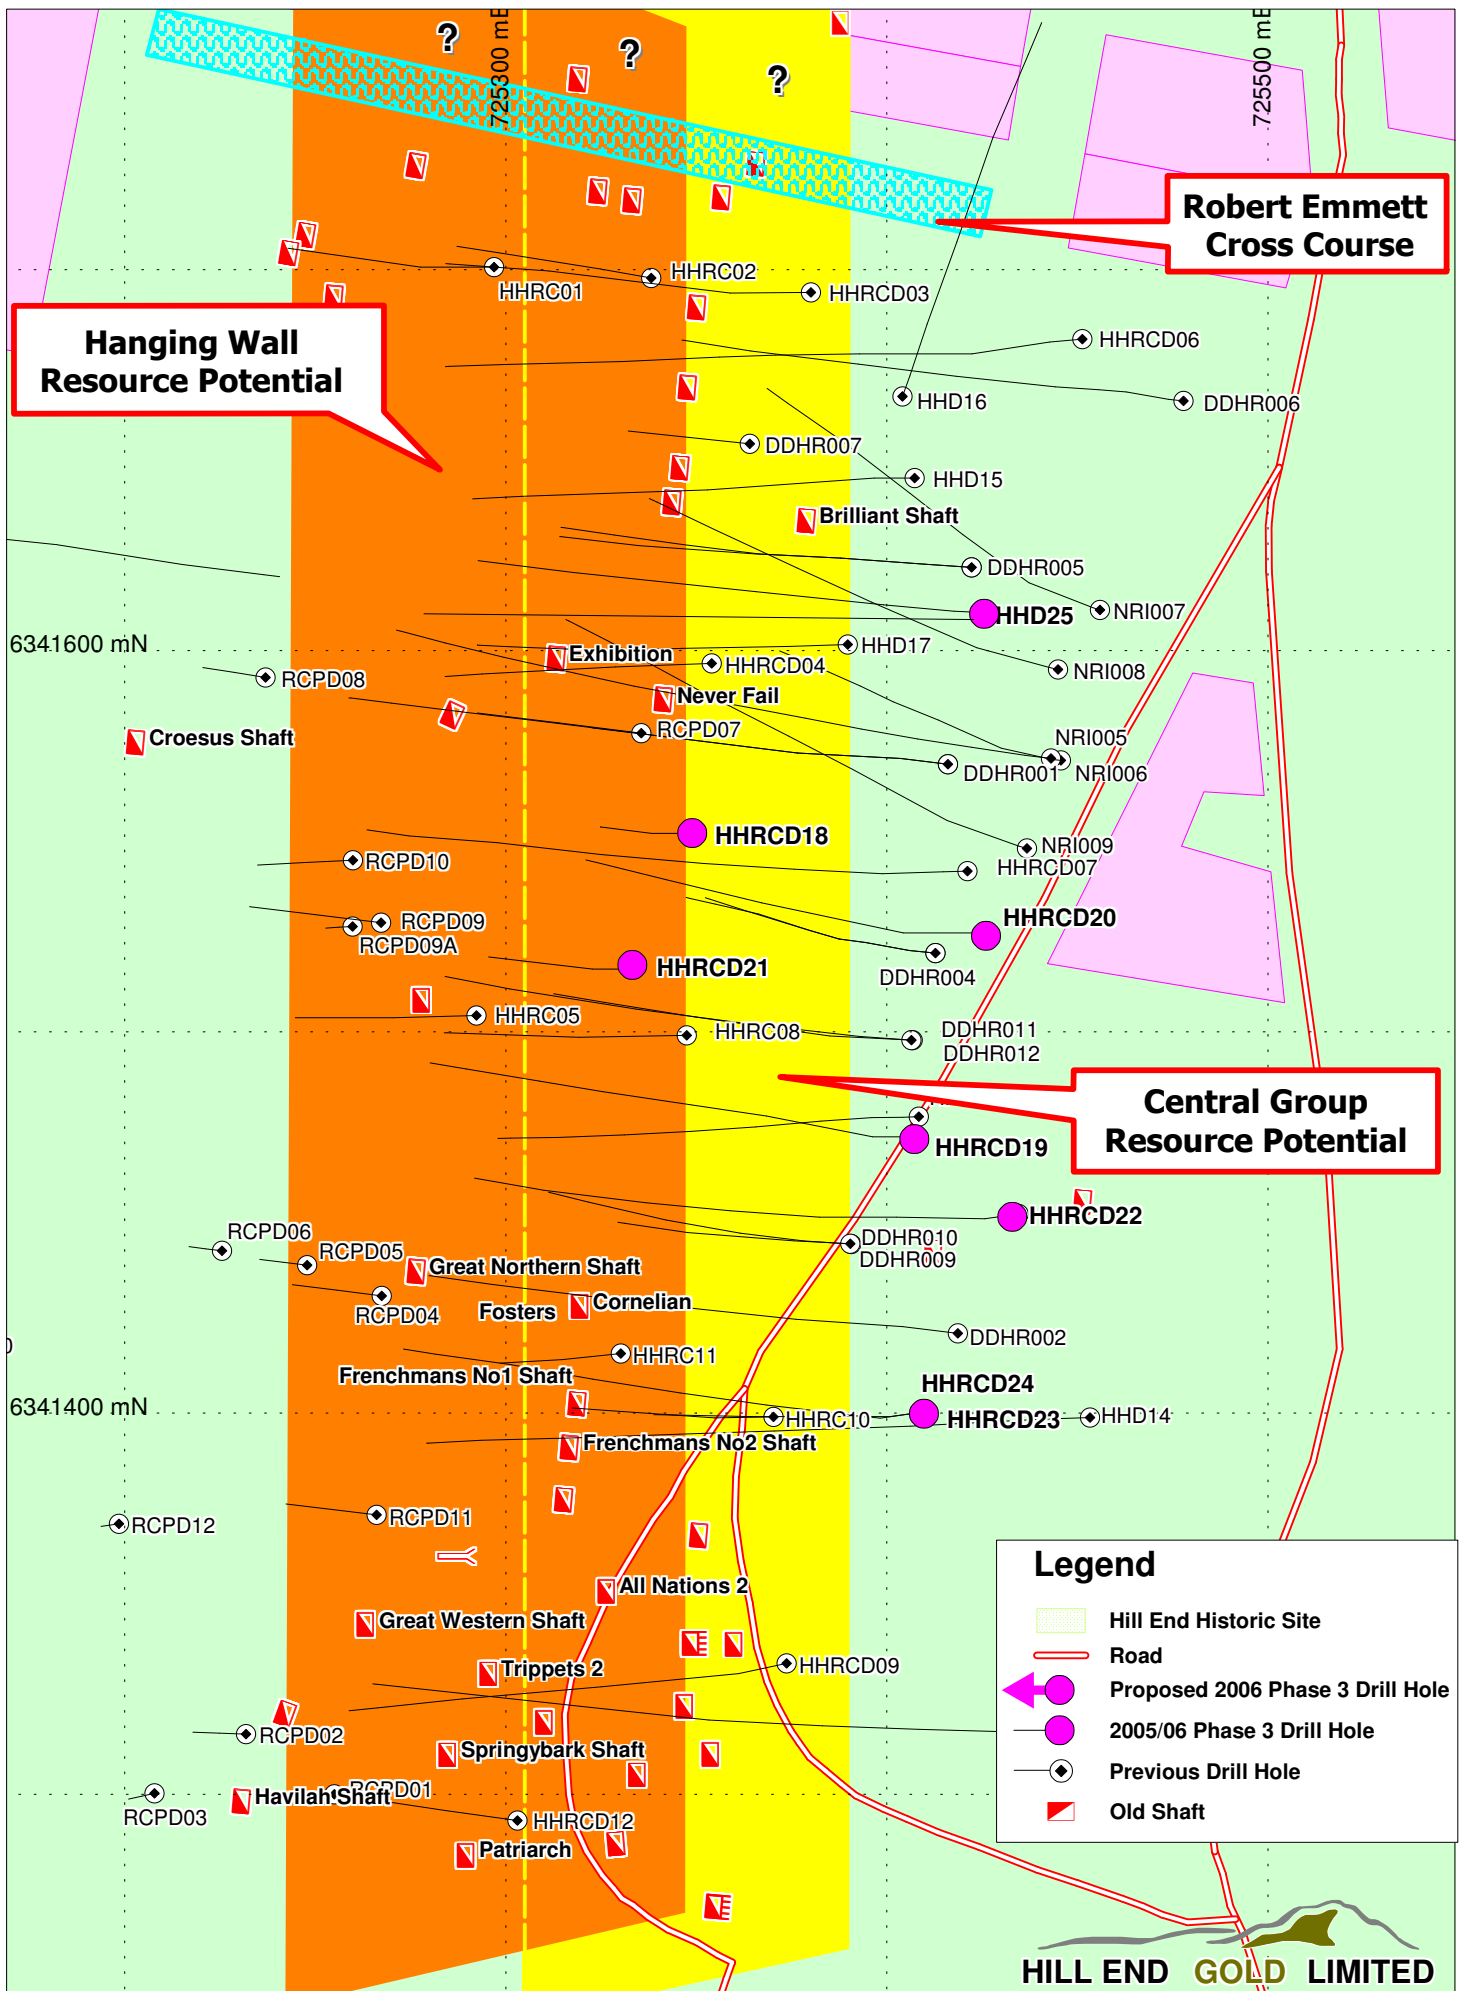 ?
?
?
725300 mE
725500 mE
Robert Emmett
Cross Course
HHRC02
HHRC01
HHRCD03
Hanging Wall
Resource Potential
HHRCD06
HHD16
DDHR006
DDHR007
HHD15
Brilliant Shaft
DDHR005
HHD25
NRI007
6341600 mN
Exhibition
HHD17
HHRCD04
NRI008
RCPD08
Never Fail
RCPD07
Croesus Shaft
NRI005
DDHR001
NRI006
HHRCD18
NRI009
RCPD10
HHRCD07
RCPD09
HHRCD20
RCPD09A
HHRCD21
DDHR004
HHRC05
HHRC08
DDHR011
DDHR012
Central Group
Resource Potential
HHRCD19
HHRCD22
RCPD06
RCPD05
DDHR010
DDHR009
Great Northern Shaft
Cornelian
RCPD04
Fosters
DDHR002
HHRC11
Frenchmans No1 Shaft
HHRCD24
6341400 mN
HHRC10
HHRCD23
HHD14
Frenchmans No2 Shaft
RCPD11
RCPD12
All Nations 2
Great Western Shaft
HHRCD09
Trippets 2
RCPD02
Springybark Shaft
RCPD01
Havilah Shaft
RCPD03
HHRCD12
Patriarch
Legend
Hill End Historic Site
Road
Proposed 2006 Phase 3 Drill Hole
2005/06 Phase 3 Drill Hole
Previous Drill Hole
Old Shaft
HILL END GOLD LIMITED